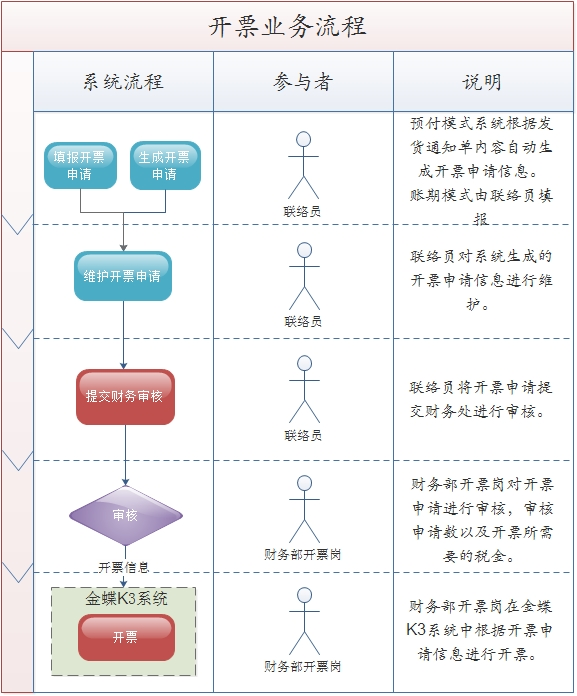 开票业务流程
系统流程
参与者
说明
填报开票
申请
生成开票
申请
联络员
预付模式系统根据发
货通知单内容自动生
成开票申请信息。
账期模式由联络员填
报
维护开票申请
联络员
联络员对系统生成的
开票申请信息进行维
护。
提交财务审核
联络员
联络员将开票申请提
交财务处进行审核。
审核
开票信息
财务部开票岗
财务部开票岗对开票
申请进行审核，审核
申请数以及开票所需
要的税金。
金蝶K3系统
开票
财务部开票岗
财务部开票岗在金蝶
K3系统中根据开票申
请信息进行开票。